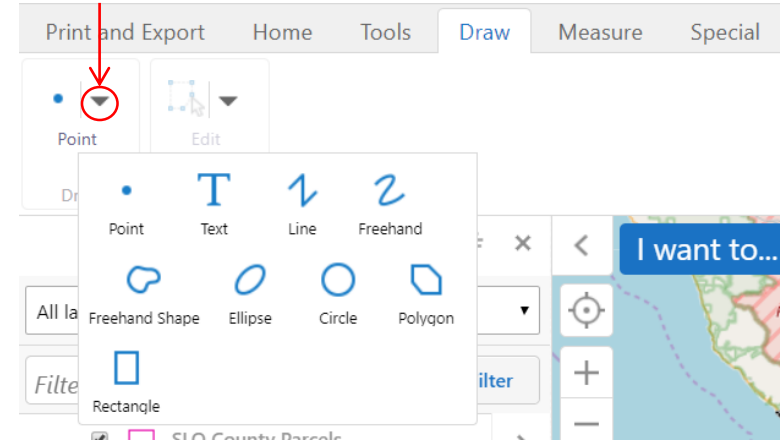 Print and Export Home Tools Draw Measure Special
Point Edit
Dr
Point Text Line Freehand
I want to...
Freehand Shape Ellipse Circle Polygon
All la
Filte
ilter
Rectangle
SLO County Parcels